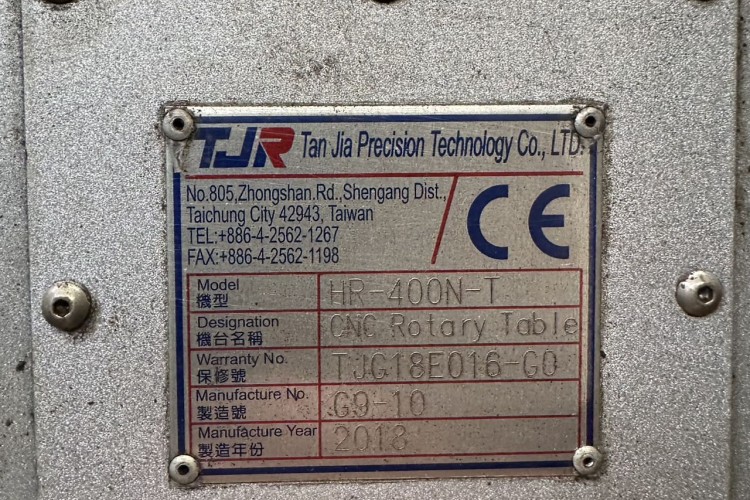 TJR Tan Jia Precision Technology Co., LTD.
No.805,Zhongshan.Rd.,Shengang Dist.,
Taichung City 42943, Taiwan
TEL:+886-4-2562-1267
FAX:+886-4-2562-1198
CE
Model HR-400N-T
機型
Designation CNC Rotary Table
機台名稱
Warranty No. TJG18E016-G0
保修號
Manufacture No. G9-10
製造號
Manufacture Year 2018
製造年份